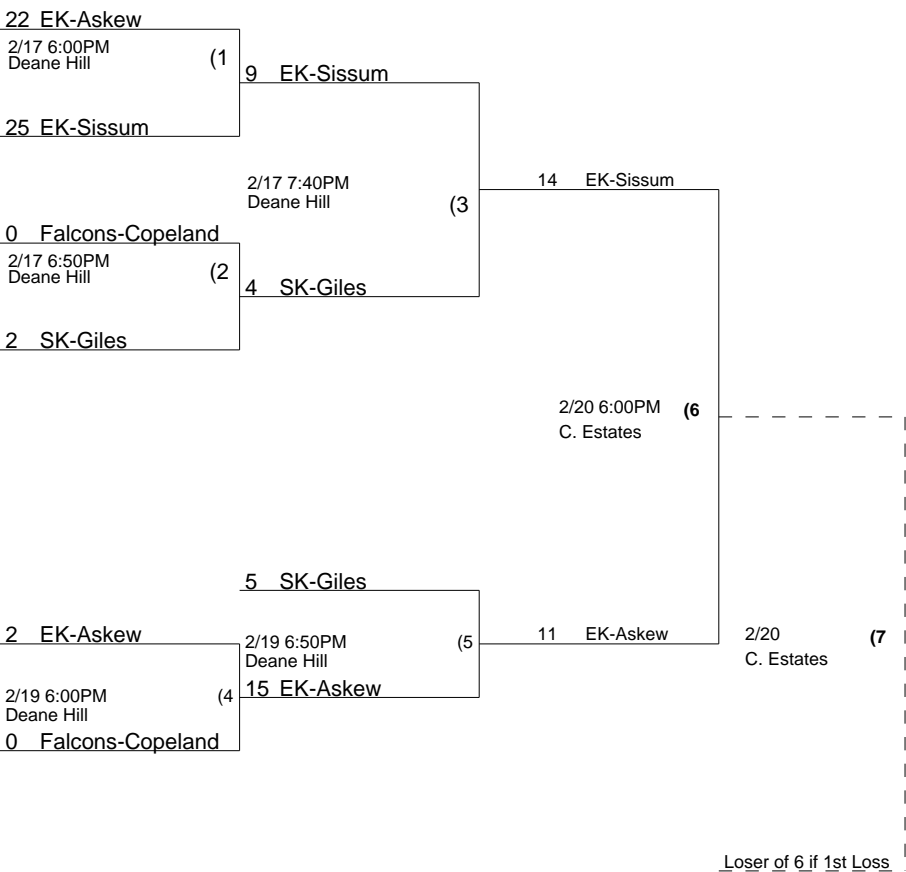 22 EK-Askew
2/17 6:00PM
Deane Hill
(1
9 EK-Sissum
25 EK-Sissum
2/17 7:40PM
Deane Hill
(3
14 EK-Sissum
0 Falcons-Copeland
2/17 6:50PM
Deane Hill
(2
4 SK-Giles
2 SK-Giles
2/20 6:00PM (6
C. Estates
5 SK-Giles
2 EK-Askew
2/19 6:50PM
Deane Hill
(5
11 EK-Askew
2/20 (7
C. Estates
15 EK-Askew
2/19 6:00PM (4
Deane Hill
0 Falcons-Copeland
Loser of 6 if 1st Loss